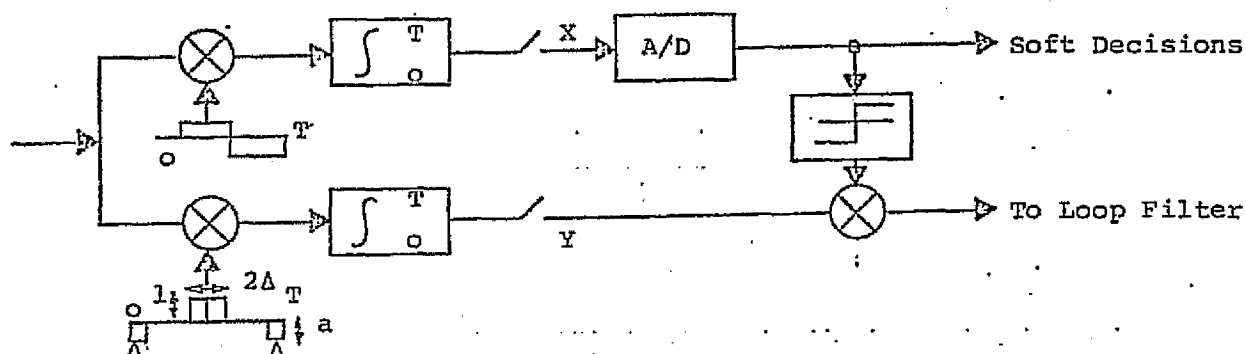 T
X
∫
A/D
Soft Decisions
O
T
O
T
∫
To Loop Filter
O
Y
2Δ
1
T
O
a
Δ
Δ